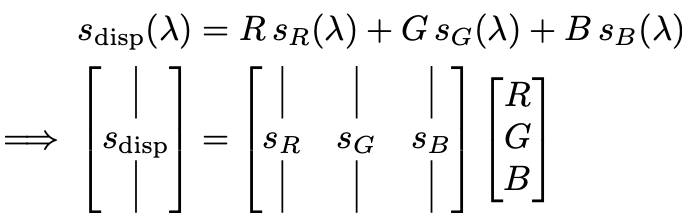 s_disp(λ) = R s_R(λ) + G s_G(λ) + B s_B(λ)
⟹ [ | s_disp | ] = [ | | | s_R s_G s_B | | | ] [ R G B ]